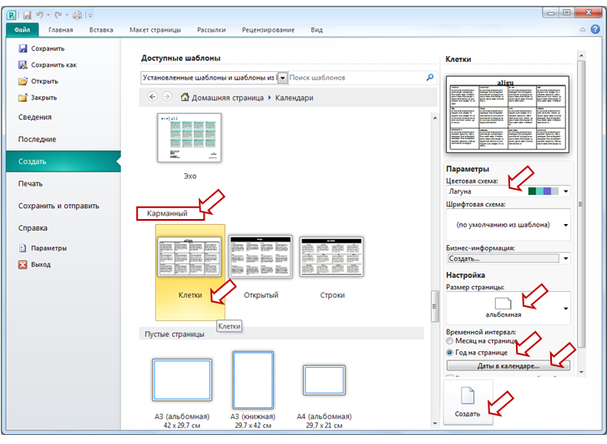 Файл Главная Вставка Макет страницы Рассылки Рецензирование Вид
Сохранить
Сохранить как
Открыть
Закрыть
Сведения
Последние
Создать
Печать
Сохранить и отправить
Справка
Параметры
Выход
Доступные шаблоны
Установленные шаблоны и шаблоны из
Поиск шаблонов
Домашняя страница
Календари
Эхо
Карманный
Клетки
Открытый
Строки
Клетки
Пустые страницы
A3 (альбомная)
42 x 29,7 см
A3 (книжная)
29,7 x 42 см
A4 (альбомная)
29,7 x 21 см
Клетки
align
Параметры
Цветовая схема:
Лагуна
Шрифтовая схема:
(по умолчанию из шаблона)
Бизнес-информация:
Создать...
Настройка
Размер страницы:
альбомная
Временной интервал:
Месяц на странице
Год на странице
Даты в календаре...
Создать